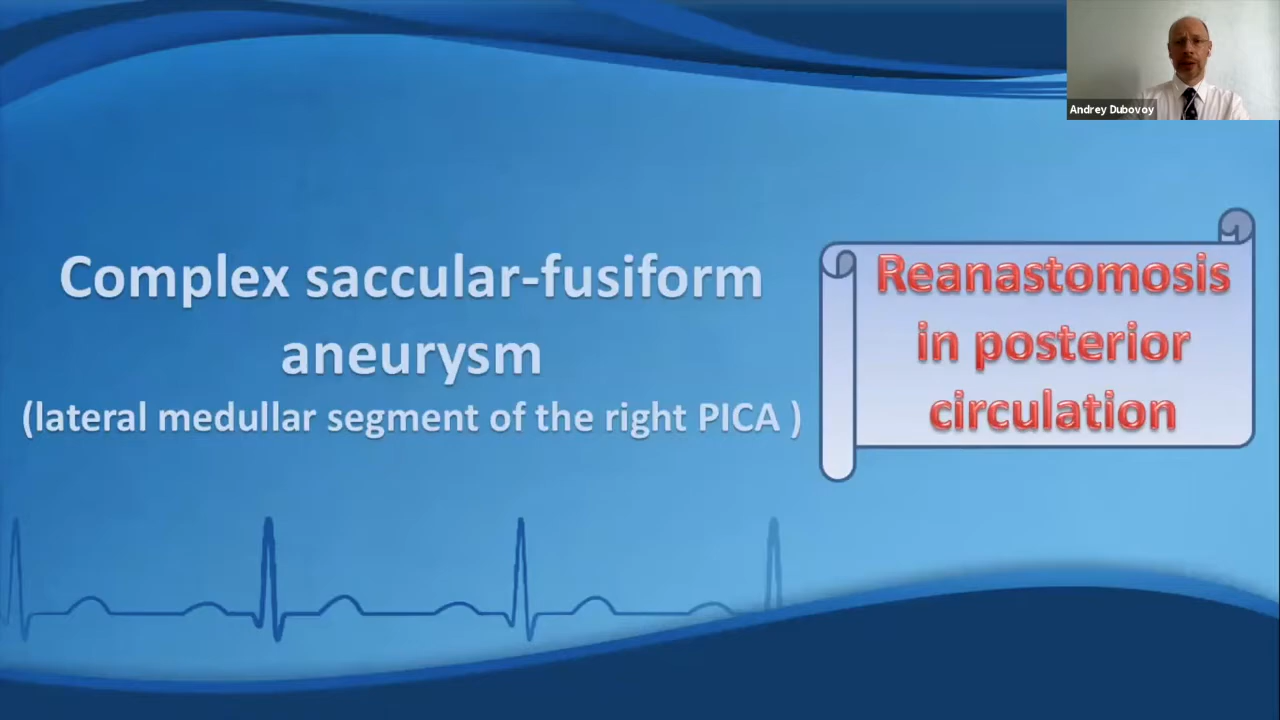 Andrey Dubovoy
Complex saccular-fusiform
aneurysm
(lateral medullar segment of the right PICA )
Reanastomosis
in posterior
circulation